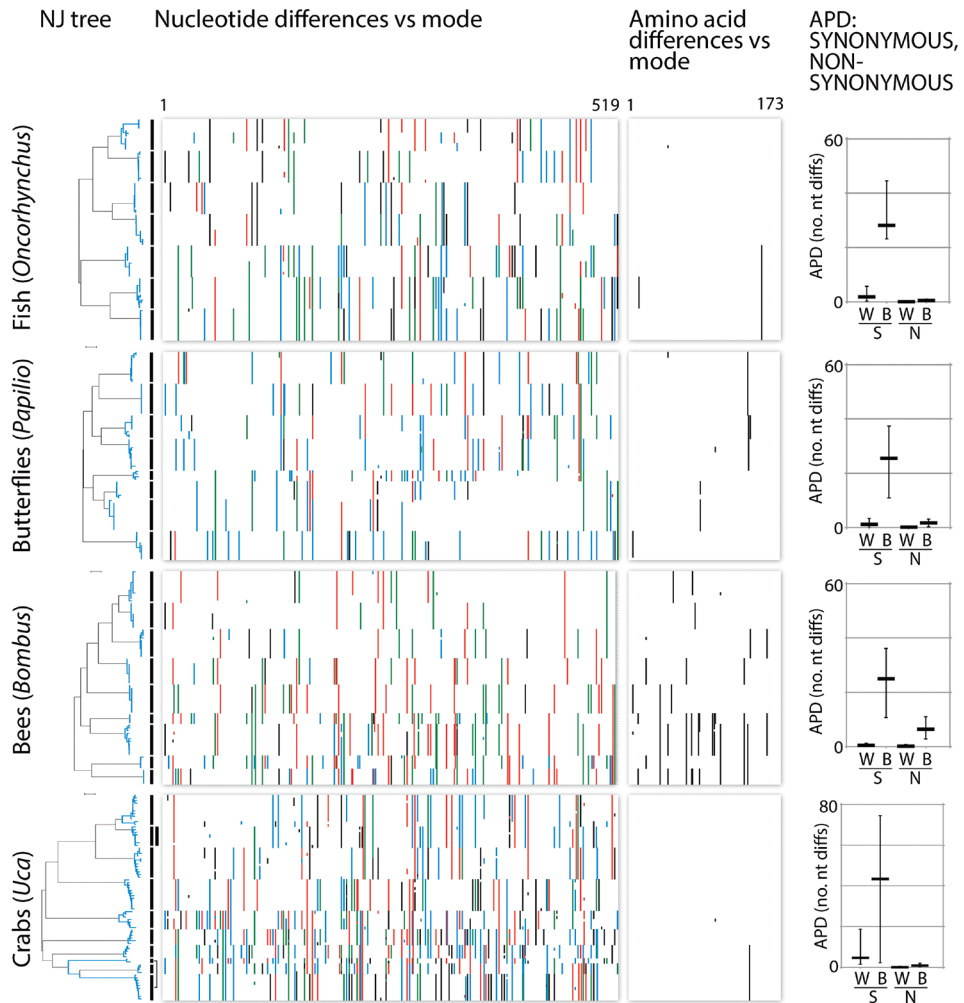 NJ tree
Nucleotide differences vs mode
Amino acid
differences vs
mode
APD:
SYNONYMOUS,
NON-
SYNONYMOUS
1
519
1
173
Fish (Oncorhynchus)
APD (no. nt diffs)
60
0
W B W B
S N
Butterflies (Papilio)
APD (no. nt diffs)
60
0
W B W B
S N
Bees (Bombus)
APD (no. nt diffs)
60
0
W B W B
S N
Crabs (Uca)
APD (no. nt diffs)
80
0
W B W B
S N